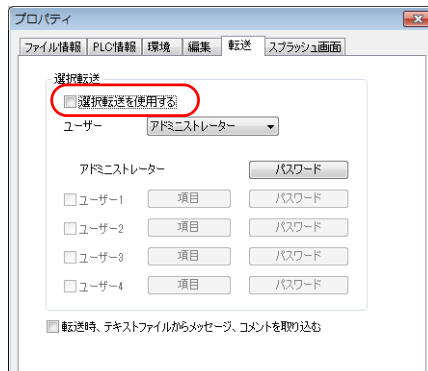 プロパティ
ファイル情報 PLC情報 環境 編集 転送 スプラッシュ画面
選択転送
選択転送を使用する
ユーザー アドミニストレーター
アドミニストレーター パスワード
ユーザー1 項目 パスワード
ユーザー2 項目 パスワード
ユーザー3 項目 パスワード
ユーザー4 項目 パスワード
転送時、テキストファイルからメッセージ、コメントを取り込む